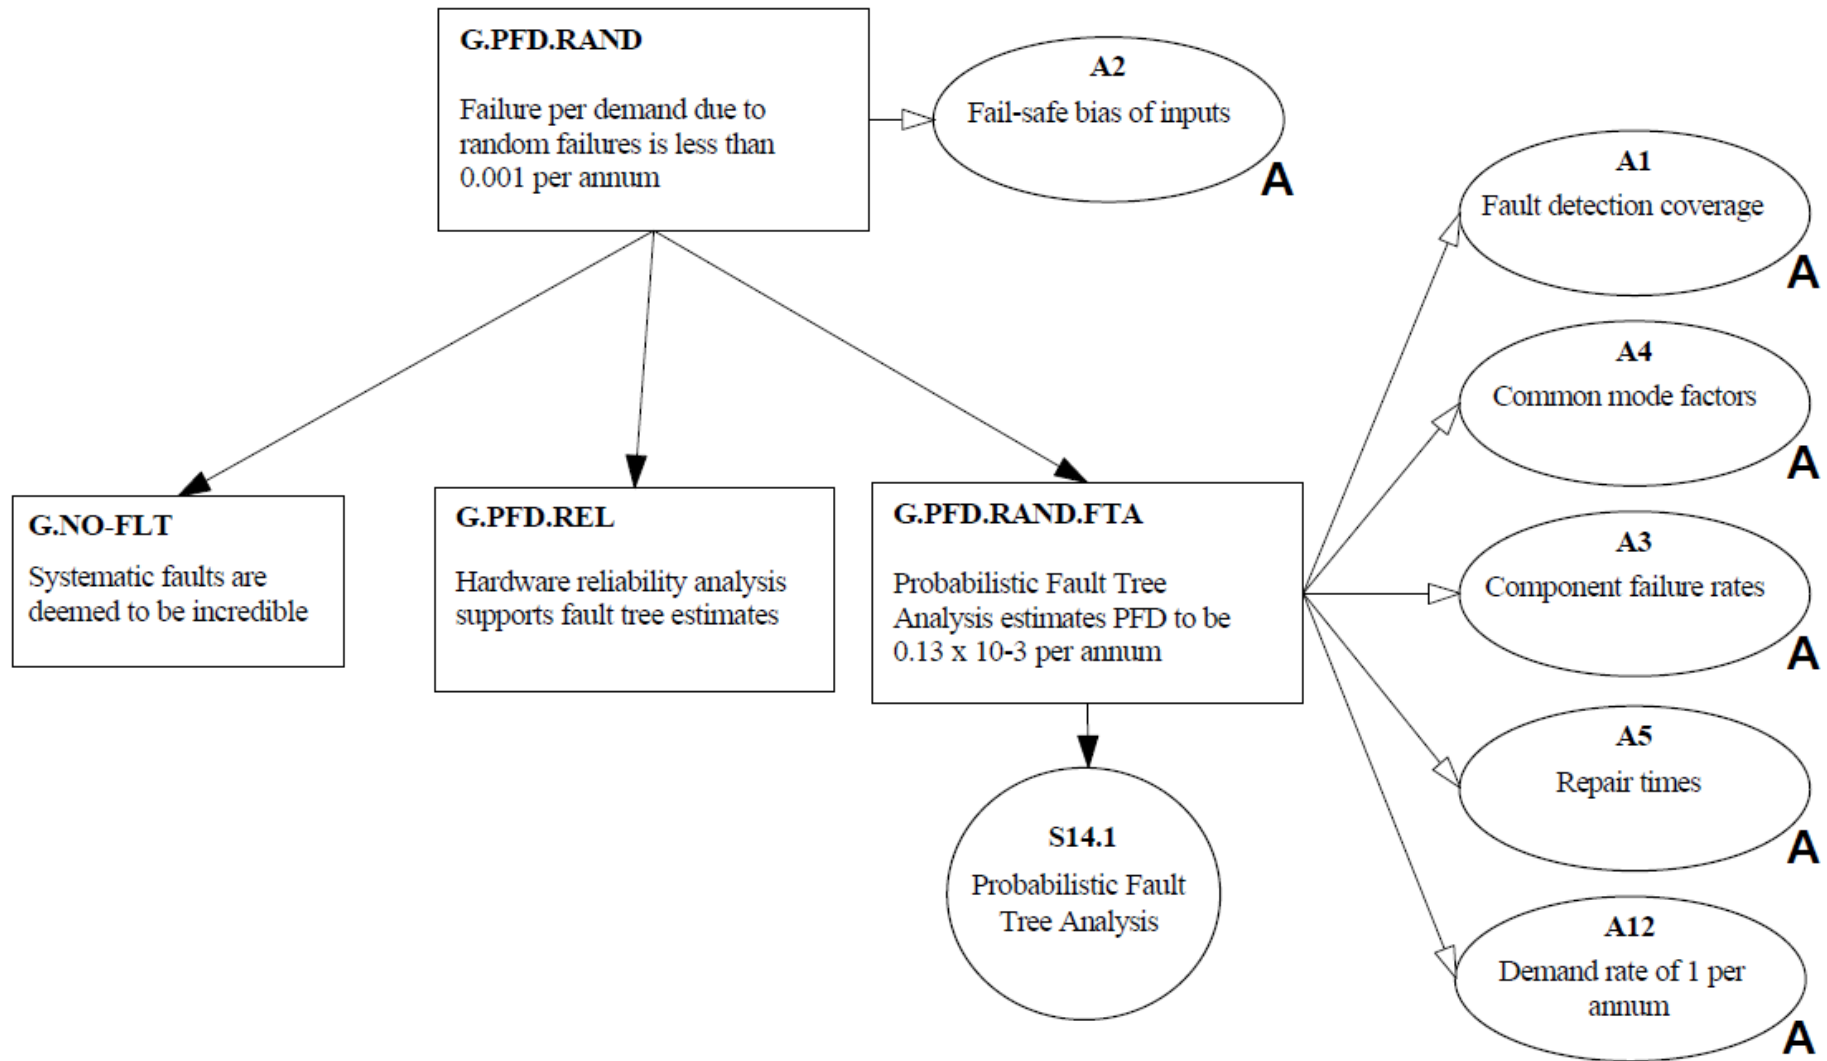 G.PFD.RAND
Failure per demand due to
random failures is less than
0.001 per annum
A2
Fail-safe bias of inputs
A
A1
Fault detection coverage
A
A4
Common mode factors
A
G.NO-FLT
Systematic faults are
deemed to be incredible
G.PFD.REL
Hardware reliability analysis
supports fault tree estimates
G.PFD.RAND.FTA
Probabilistic Fault Tree
Analysis estimates PFD to be
0.13 x 10-3 per annum
A3
Component failure rates
A
A5
Repair times
A
S14.1
Probabilistic Fault
Tree Analysis
A12
Demand rate of 1 per
annum
A